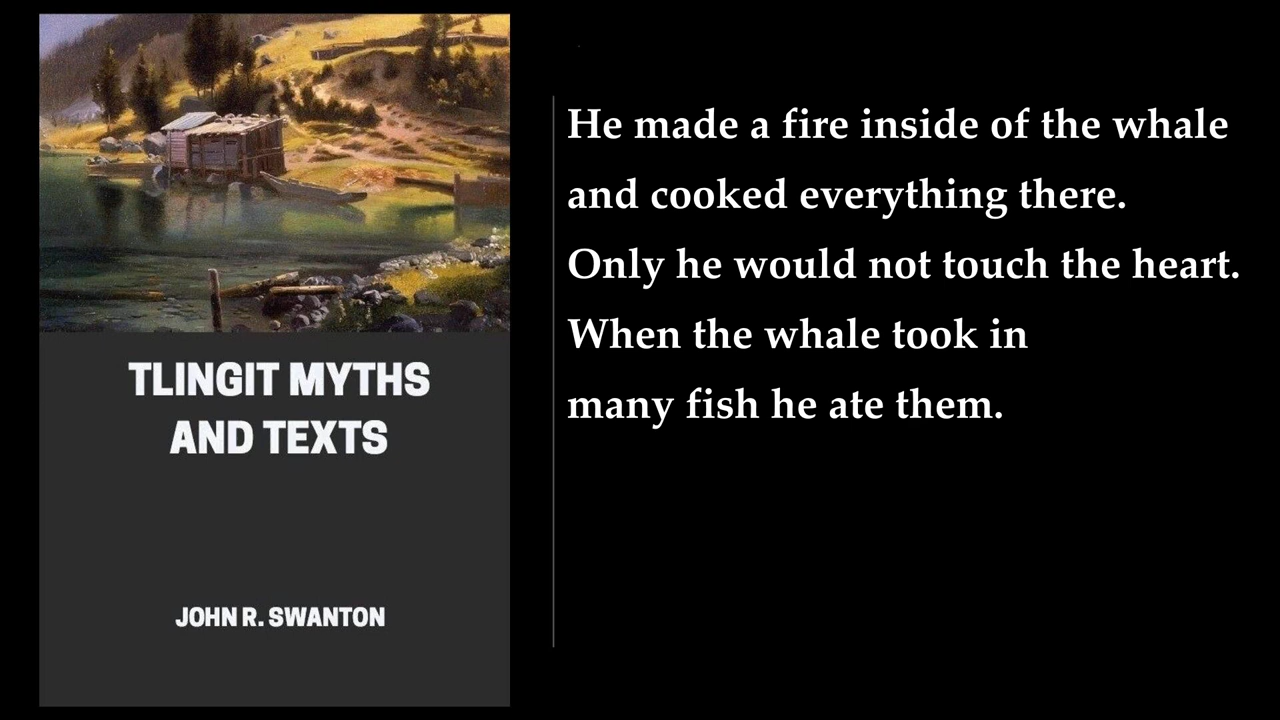 TLINGIT MYTHS
AND TEXTS
JOHN R. SWANTON
He made a fire inside of the whale
and cooked everything there.
Only he would not touch the heart.
When the whale took in
many fish he ate them.